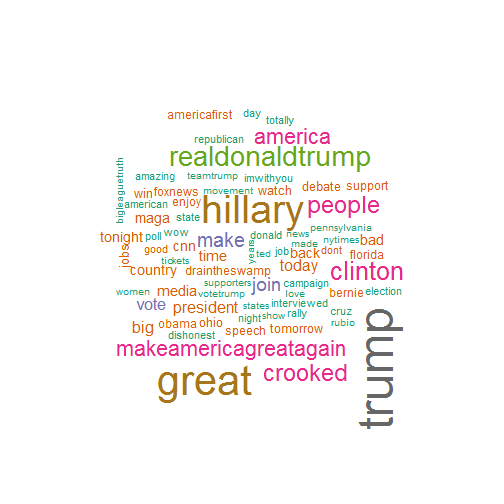 americafirst
day
totally
republican
america
realdonaldtrump
bigleaguetruth
amazing
teamtrump
imwithyou
win
foxnews
movement
watch
debate
support
american
enjoy
hillary
people
maga
state
pennsylvania
tonight
poll
wow
make
donald
news
nytimes
bad
jobs
good
cnn
time
years
ted
job
made
back
dont
florida
tickets
country
draintheswamp
today
clinton
women
media
supporters
votetrump
join
campaign
love
bernie
election
vote
president
states
interviewed
big
obama
ohio
night
show
rally
cruz
rubio
dishonest
speech
tomorrow
makeamericagreatagain
great
crooked
trump